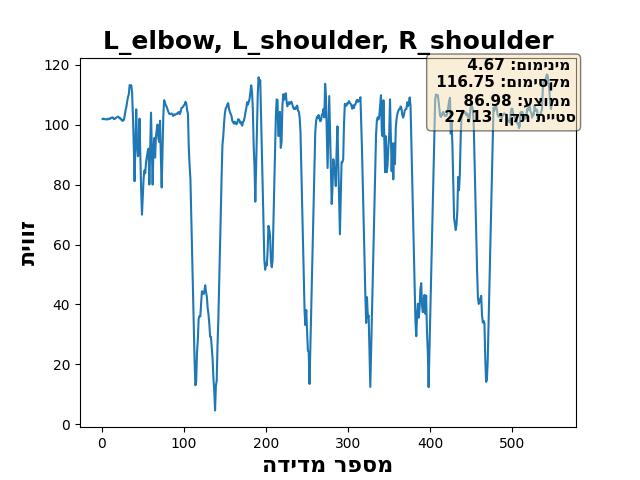 L_elbow, L_shoulder, R_shoulder
מינימום: 4.67
מקסימום: 116.75
ממוצע: 86.98
סטיית תקן: 27.13
זווית
120
100
80
60
40
20
0
0 100 200 300 400 500
מספר מדידה